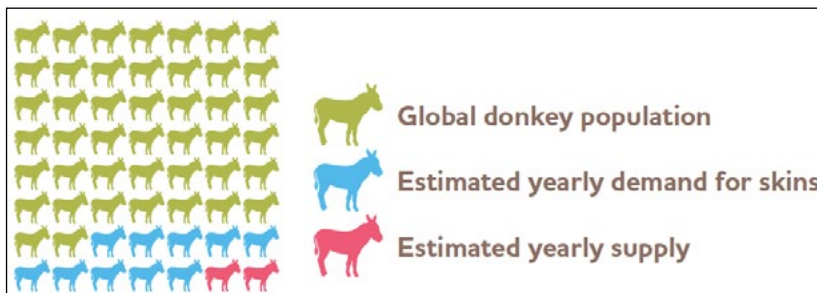 Global donkey population
Estimated yearly demand for skins
Estimated yearly supply